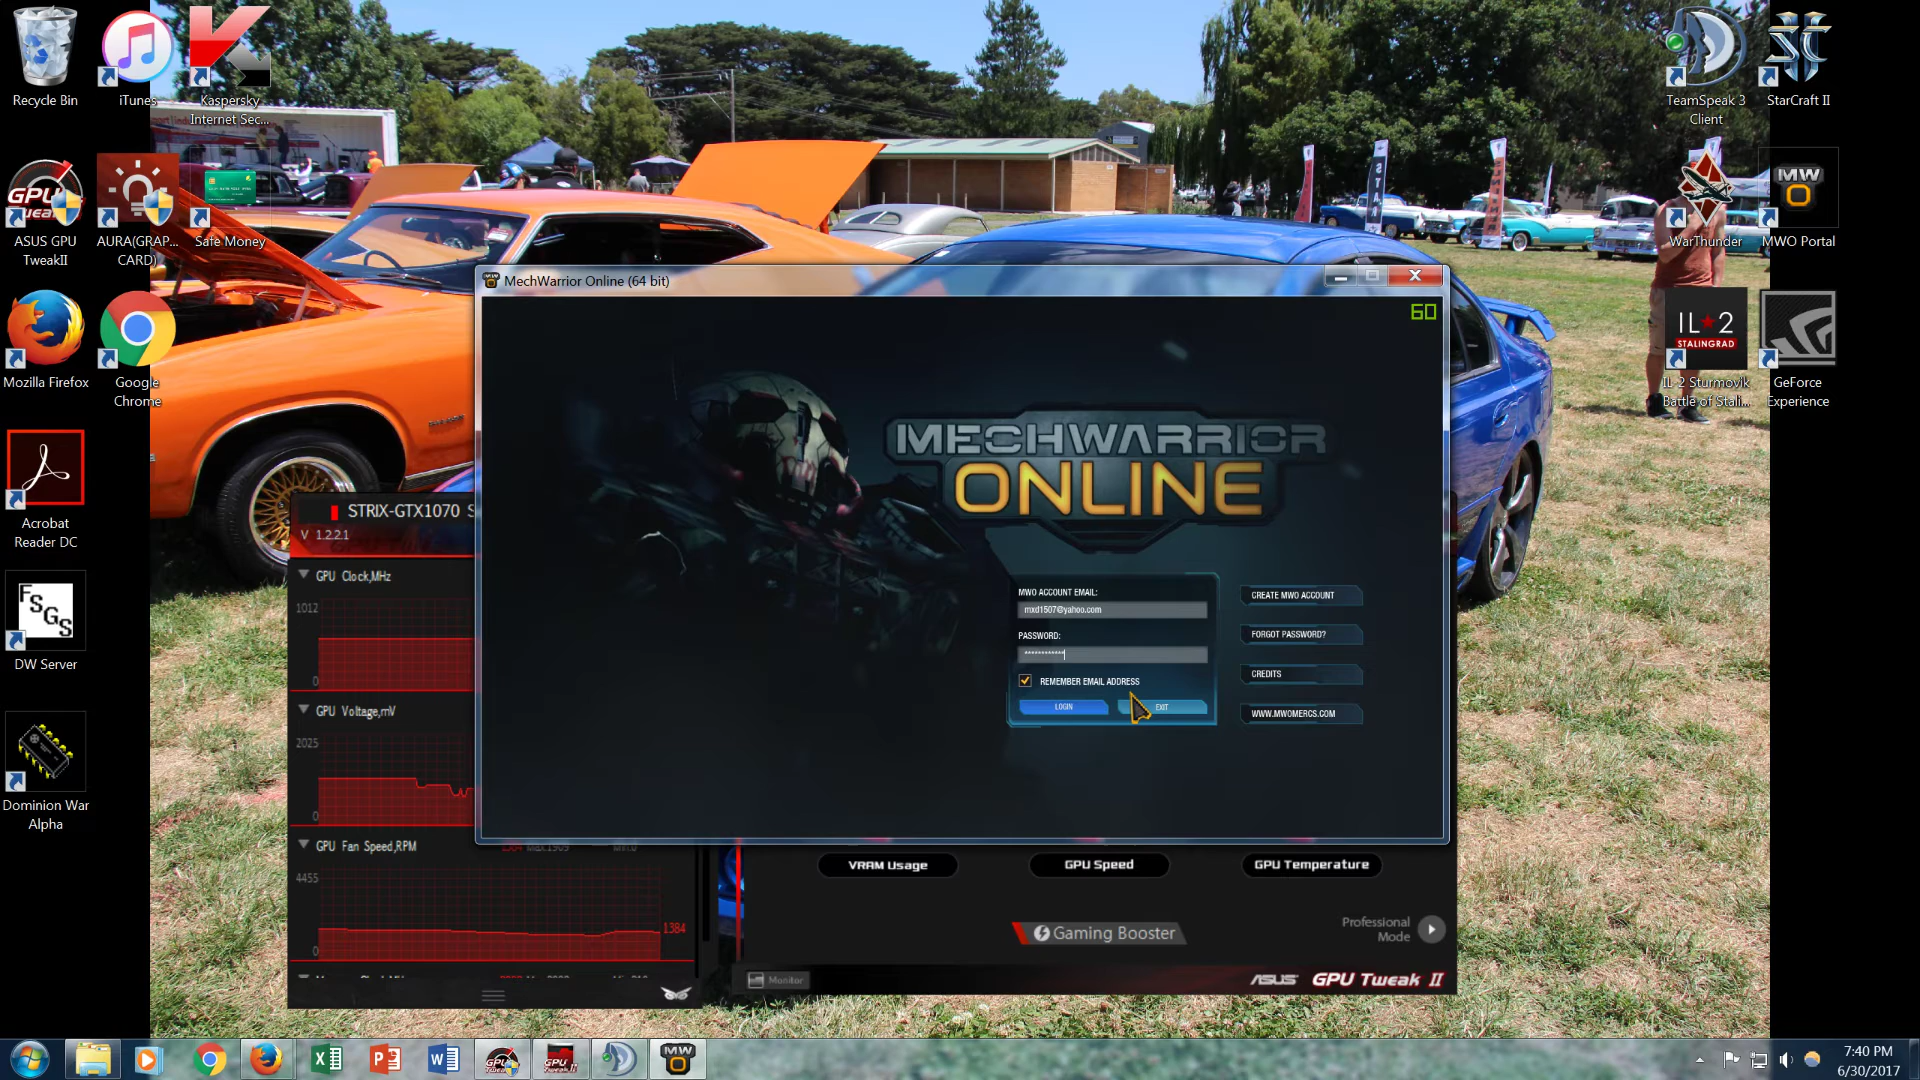 Recycle Bin
iTunes
Kaspersky
Internet Sec...
TeamSpeak 3
Client
StarCraft II
GPU
ASUS GPU
TweakII
AURA(GRAP...
CARD)
Safe Money
WarThunder
MW
O
MWO Portal
Mozilla Firefox
Google
Chrome
IL★2
STALINGRAD
IL-2 Sturmovik
Battle of Stali...
GeForce
Experience
Acrobat
Reader DC
FSGS
DW Server
Dominion War
Alpha
MechWarrior Online (64 bit)
60
MECHWARRIOR
ONLINE
MWO ACCOUNT EMAIL:
mxd1507@yahoo.com
PASSWORD:
************
REMEMBER EMAIL ADDRESS
LOGIN
EXIT
CREATE MWO ACCOUNT
FORGOT PASSWORD?
CREDITS
WWW.MWOMERCS.COM
STRIX-GTX1070 S
V 1.2.2.1
GPU Clock,MHz
1012
0
GPU Voltage,mV
2025
0
GPU Fan Speed,RPM
4455
1384
0
VRAM Usage
GPU Speed
GPU Temperature
Gaming Booster
Professional
Mode
Monitor
ASUS GPU Tweak II
7:40 PM
6/30/2017